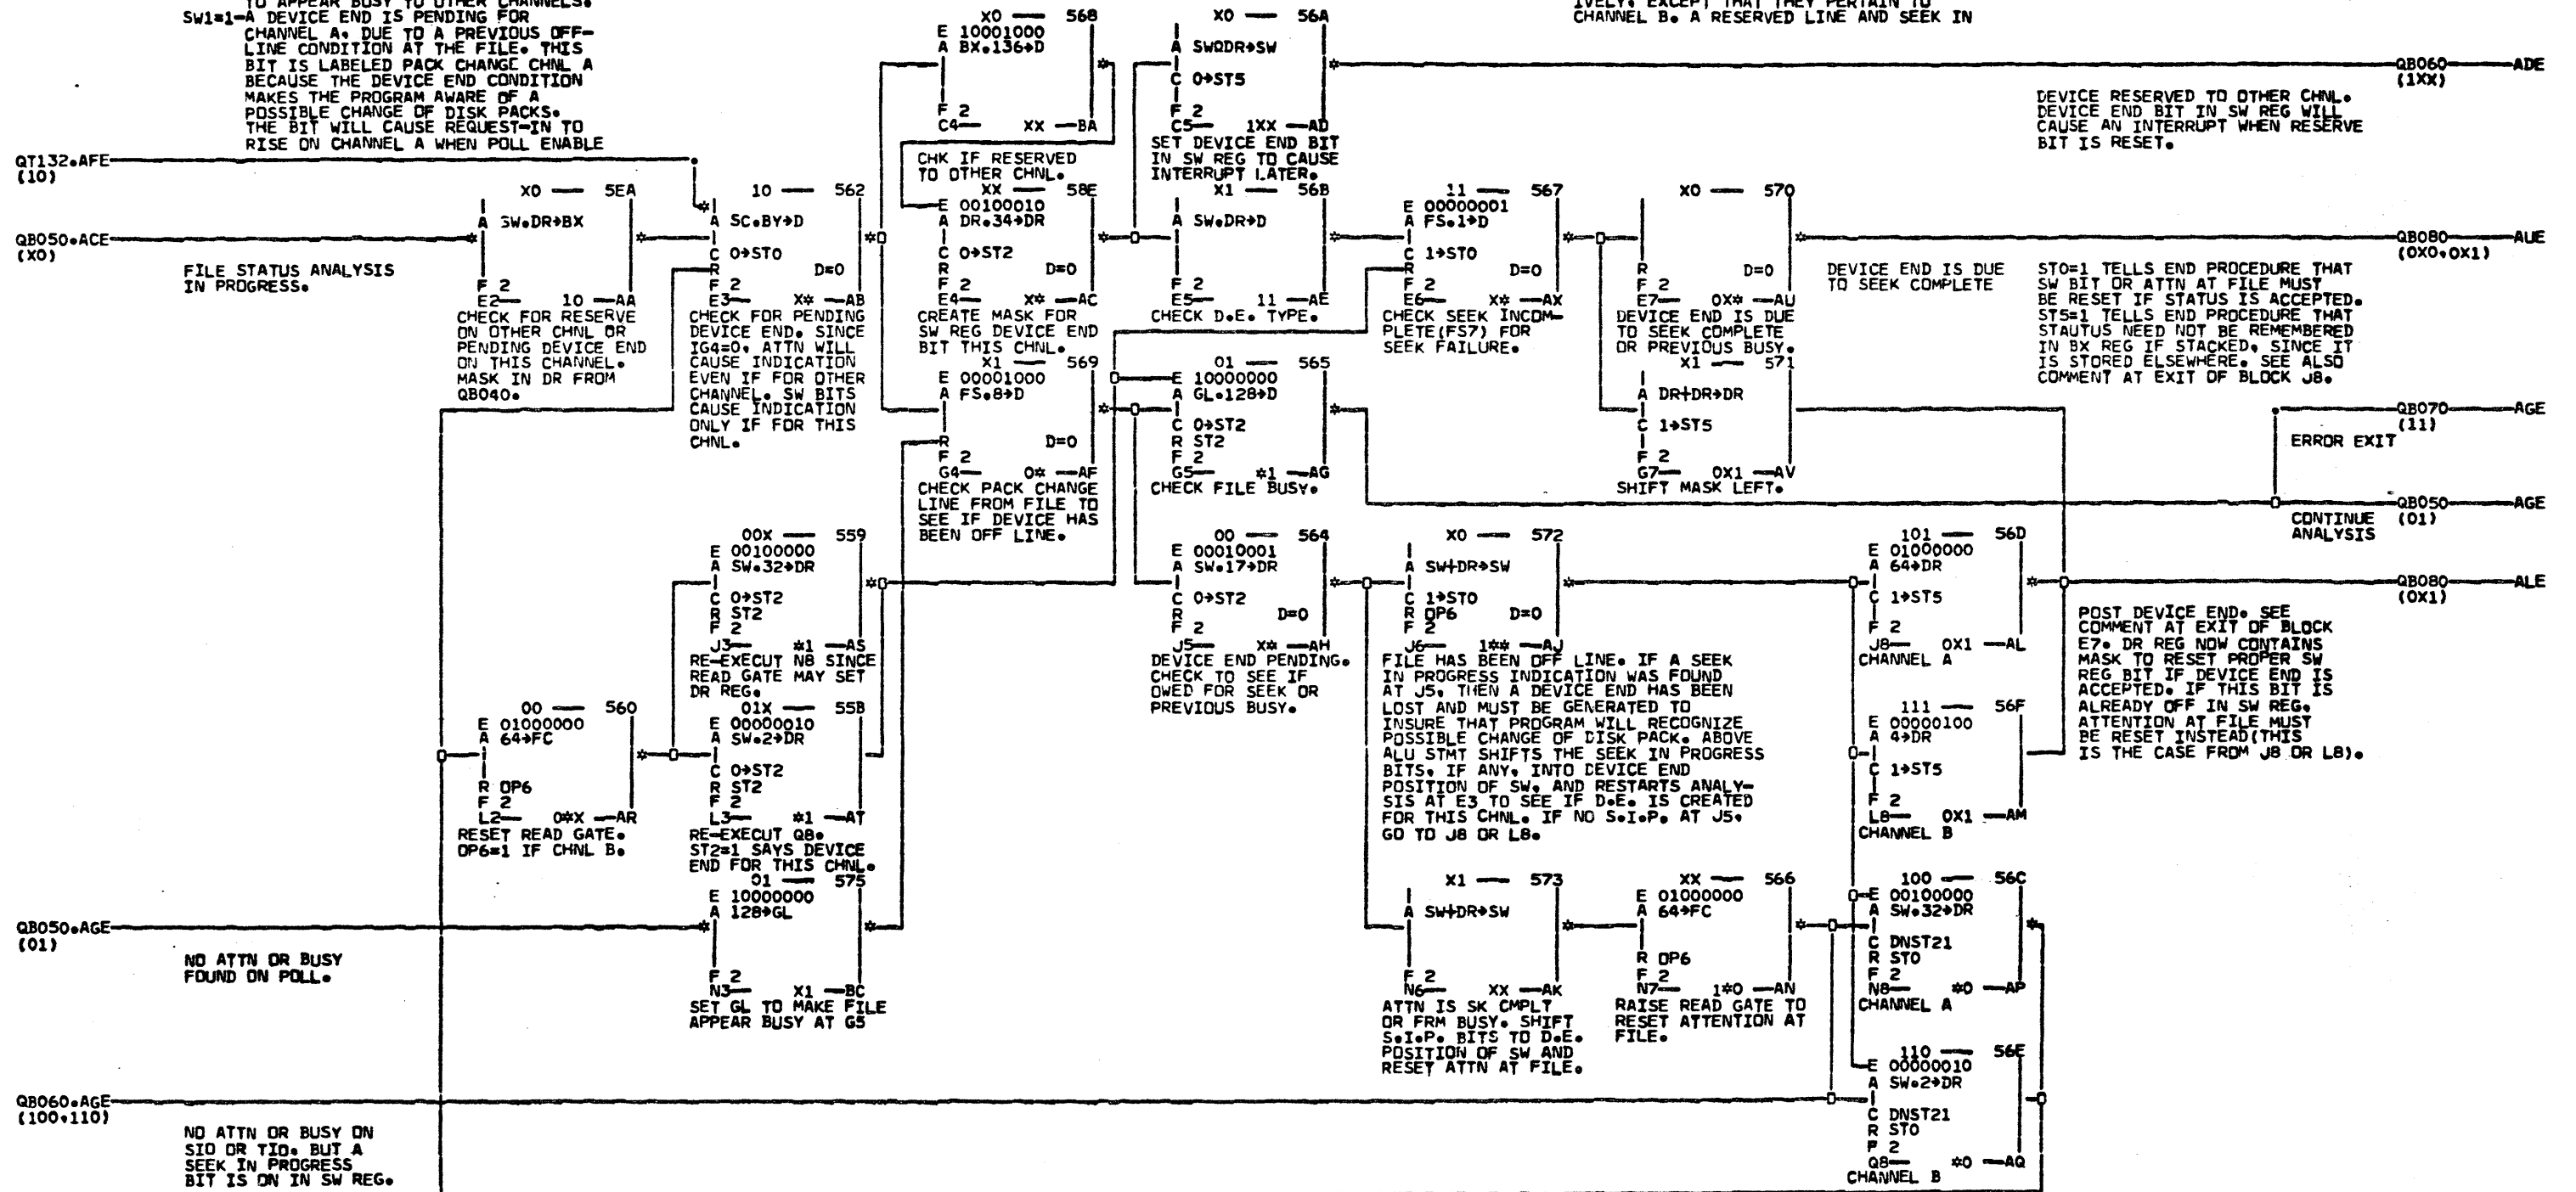 TO APPEAR BUSY TO OTHER CHANNELS.
SW1=1-A DEVICE END IS PENDING FOR
CHANNEL A. DUE TO A PREVIOUS OFF-
LINE CONDITION AT THE FILE. THIS
BIT IS LABELED PACK CHANGE CHNL A
BECAUSE THE DEVICE END CONDITION
MAKES THE PROGRAM AWARE OF A
POSSIBLE CHANGE OF DISK PACKS.
THE BIT WILL CAUSE REQUEST-IN TO
RISE ON CHANNEL A WHEN POLL ENABLE
IVELY. EXCEPT THAT THEY PERTAIN TO
CHANNEL B. A RESERVED LINE AND SEEK IN
X0 — 568
E 10001000
A BX.136→D
F 2
C4— XX —BA
X0 — 56A
A SWΩDR→SW
C 0→ST5
F 2
C5— 1XX —AD
SET DEVICE END BIT
IN SW REG TO CAUSE
INTERRUPT LATER.
QB060 —ADE
(1XX)
DEVICE RESERVED TO OTHER CHNL.
DEVICE END BIT IN SW REG WILL
CAUSE AN INTERRUPT WHEN RESERVE
BIT IS RESET.
QT132.AFE
(10)
QB050.ACE
(X0)
FILE STATUS ANALYSIS
IN PROGRESS.
X0 — 5EA
A SW.DR→BX
F 2
E2— 10 —AA
CHECK FOR RESERVE
ON OTHER CHNL OR
PENDING DEVICE END
ON THIS CHANNEL.
MASK IN DR FROM
QB040.
10 — 562
A SC.BY→D
C 0→ST0
R D=0
F 2
E3— X* —AB
CHECK FOR PENDING
DEVICE END. SINCE
IG4=0, ATTN WILL
CAUSE INDICATION
EVEN IF FOR OTHER
CHANNEL. SW BITS
CAUSE INDICATION
ONLY IF FOR THIS
CHNL.
CHK IF RESERVED
TO OTHER CHNL.
XX — 58E
E 00100010
A DR.34→DR
C 0→ST2
R D=0
F 2
E4— X* —AC
CREATE MASK FOR
SW REG DEVICE END
BIT THIS CHNL.
X1 — 56B
A SW.DR→D
F 2
E5— 11 —AE
CHECK D.E. TYPE.
11 — 567
E 00000001
A FS.1→D
C 1→ST0
R D=0
F 2
E6— X* —AX
CHECK SEEK INCOM-
PLETE(FS7) FOR
SEEK FAILURE.
X0 — 570
R D=0
F 2
E7— 0X* —AU
DEVICE END IS DUE
TO SEEK COMPLETE
OR PREVIOUS BUSY.
QB080 —AUE
(0X0,0X1)
DEVICE END IS DUE
TO SEEK COMPLETE
ST0=1 TELLS END PROCEDURE THAT
SW BIT OR ATTN AT FILE MUST
BE RESET IF STATUS IS ACCEPTED.
ST5=1 TELLS END PROCEDURE THAT
STAUTUS NEED NOT BE REMEMBERED
IN BX REG IF STACKED, SINCE IT
IS STORED ELSEWHERE. SEE ALSO
COMMENT AT EXIT OF BLOCK J8.
X1 — 569
E 00001000
A FS.8→D
R D=0
F 2
G4— 0* —AF
CHECK PACK CHANGE
LINE FROM FILE TO
SEE IF DEVICE HAS
BEEN OFF LINE.
01 — 565
E 10000000
A GL.128→D
C 0→ST2
R ST2
F 2
G5— *1 —AG
CHECK FILE BUSY.
X1 — 571
A DR+DR→DR
C 1→ST5
F 2
G7— 0X1 —AV
SHIFT MASK LEFT.
QB070 —AGE
(11)
ERROR EXIT
QB050 —AGE
(01)
CONTINUE
ANALYSIS
00X — 559
E 00100000
A SW.32→DR
C 0→ST2
R ST2
F 2
J3— *1 —AS
RE-EXECUT N8 SINCE
READ GATE MAY SET
DR REG.
00 — 564
E 00010001
A SW.17→DR
C 0→ST2
R D=0
F 2
J5— X* —AH
DEVICE END PENDING.
CHECK TO SEE IF
OWED FOR SEEK OR
PREVIOUS BUSY.
X0 — 572
A SW+DR→SW
C 1→ST0
R OP6 D=0
F 2
J6— 1** —AJ
FILE HAS BEEN OFF LINE. IF A SEEK
IN PROGRESS INDICATION WAS FOUND
AT J5, THEN A DEVICE END HAS BEEN
LOST AND MUST BE GENERATED TO
INSURE THAT PROGRAM WILL RECOGNIZE
POSSIBLE CHANGE OF DISK PACK. ABOVE
ALU STMT SHIFTS THE SEEK IN PROGRESS
BITS, IF ANY, INTO DEVICE END
POSITION OF SW, AND RESTARTS ANALY-
SIS AT E3 TO SEE IF D.E. IS CREATED
FOR THIS CHNL. IF NO S.I.P. AT J5,
GO TO J8 OR L8.
101 — 56D
E 01000000
A 64→DR
C 1→ST5
F 2
J8— 0X1 —AL
CHANNEL A
QB080 —ALE
(0X1)
POST DEVICE END. SEE
COMMENT AT EXIT OF BLOCK
E7. DR REG NOW CONTAINS
MASK TO RESET PROPER SW
REG BIT IF DEVICE END IS
ACCEPTED. IF THIS BIT IS
ALREADY OFF IN SW REG.
ATTENTION AT FILE MUST
BE RESET INSTEAD(THIS
IS THE CASE FROM J8 OR L8).
00 — 560
E 01000000
A 64→FC
R OP6
F 2
L2— 0*X —AR
RESET READ GATE.
OP6=1 IF CHNL B.
01X — 55B
E 00000010
A SW.2→DR
C 0→ST2
R ST2
F 2
L3— *1 —AT
RE-EXECUT Q8.
ST2=1 SAYS DEVICE
END FOR THIS CHNL.
111 — 56F
E 00000100
A 4→DR
C 1→ST5
F 2
L8— 0X1 —AM
CHANNEL B
QB050.AGE
(01)
NO ATTN OR BUSY
FOUND ON POLL.
01 — 575
E 10000000
A 128→GL
F 2
N3— X1 —BC
SET GL TO MAKE FILE
APPEAR BUSY AT G5
X1 — 573
A SW+DR→SW
F 2
N6— XX —AK
ATTN IS SK CMPLT
OR FRM BUSY. SHIFT
S.I.P. BITS TO D.E.
POSITION OF SW AND
RESET ATTN AT FILE.
XX — 566
E 01000000
A 64→FC
R OP6
F 2
N7— 1*0 —AN
RAISE READ GATE TO
RESET ATTENTION AT
FILE.
100 — 56C
E 00100000
A SW.32→DR
C DNST21
R ST0
F 2
N8— *0 —AP
CHANNEL A
QB060.AGE
(100,110)
NO ATTN OR BUSY ON
SIO OR TIO. BUT A
SEEK IN PROGRESS
BIT IS ON IN SW REG.
110 — 56E
E 00000010
A SW.2→DR
C DNST21
R ST0
F 2
Q8— *0 —AQ
CHANNEL B